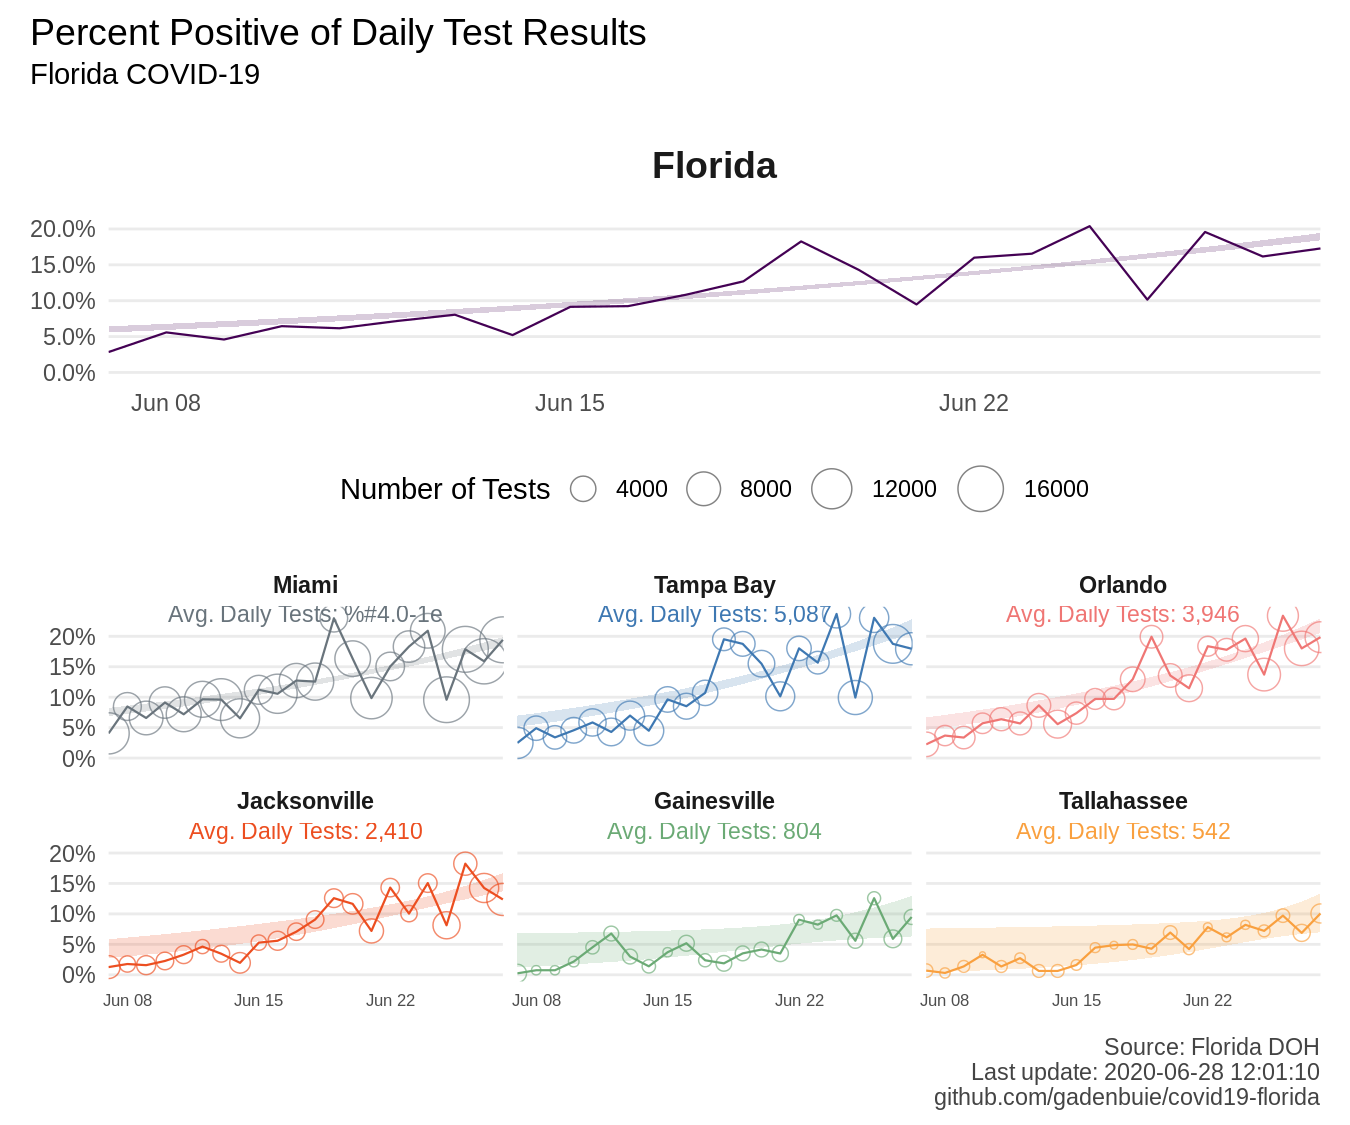 Percent Positive of Daily Test Results
Florida COVID-19
Florida
20.0%
15.0%
10.0%
5.0%
0.0%
Jun 08 Jun 15 Jun 22
Number of Tests 4000 8000 12000 16000
Miami Tampa Bay Orlando
Avg. Daily Tests: %#4.0-1e Avg. Daily Tests: 5,087 Avg. Daily Tests: 3,946
20%
15%
10%
5%
0%
Jacksonville Gainesville Tallahassee
Avg. Daily Tests: 2,410 Avg. Daily Tests: 804 Avg. Daily Tests: 542
20%
15%
10%
5%
0%
Jun 08 Jun 15 Jun 22 Jun 08 Jun 15 Jun 22 Jun 08 Jun 15 Jun 22
Source: Florida DOH
Last update: 2020-06-28 12:01:10
github.com/gadenbuie/covid19-florida